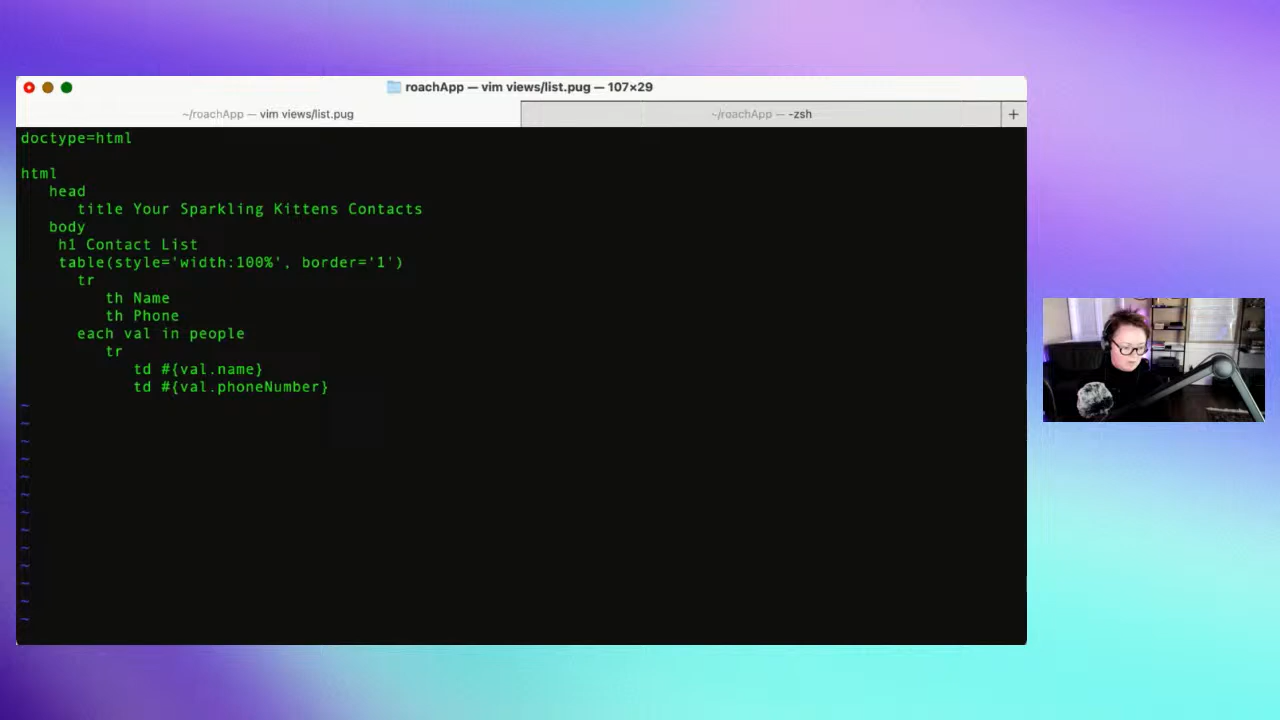 roachApp — vim views/list.pug — 107×29
~/roachApp — vim views/list.pug
~/roachApp — -zsh
+
doctype=html
html
head
title Your Sparkling Kittens Contacts
body
h1 Contact List
table(style='width:100%', border='1')
tr
th Name
th Phone
each val in people
tr
td #{val.name}
td #{val.phoneNumber}
~
~
~
~
~
~
~
~
~
~
~
~
~